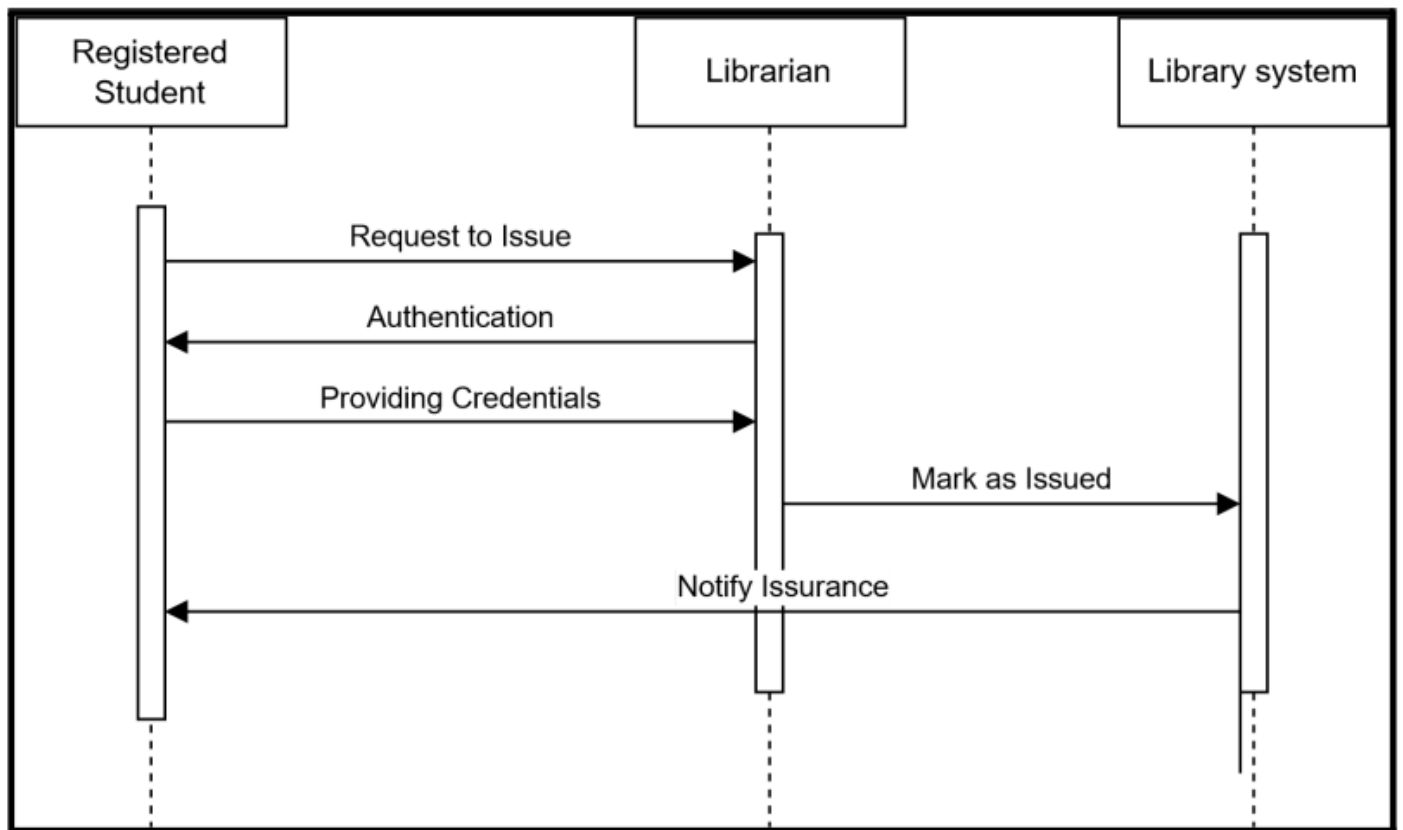 Registered
Student
Librarian
Library system
Request to Issue
Authentication
Providing Credentials
Mark as Issued
Notify Issurance